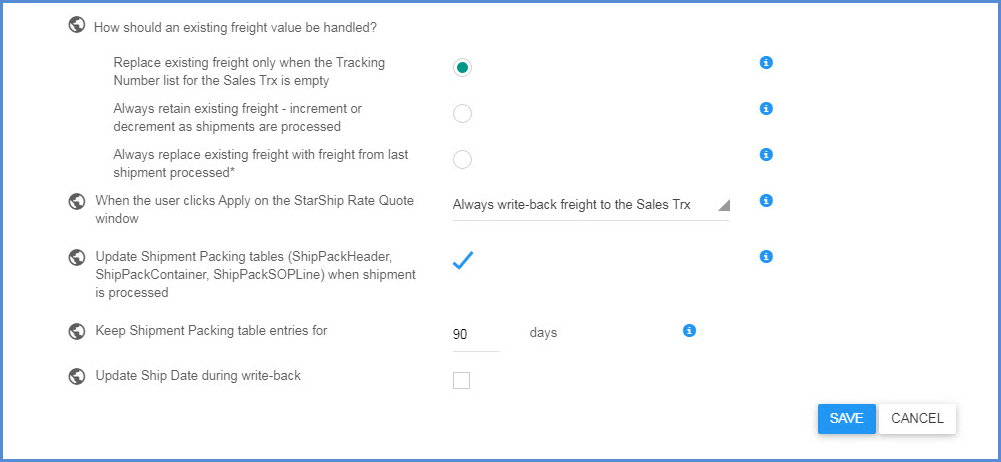 How should an existing freight value be handled?
Replace existing freight only when the Tracking
Number list for the Sales Trx is empty
Always retain existing freight - increment or
decrement as shipments are processed
Always replace existing freight with freight from last
shipment processed*
When the user clicks Apply on the StarShip Rate Quote
window
Always write-back freight to the Sales Trx
Update Shipment Packing tables (ShipPackHeader,
ShipPackContainer, ShipPackSOPLine) when shipment
is processed
Keep Shipment Packing table entries for
90 days
Update Ship Date during write-back
SAVE CANCEL